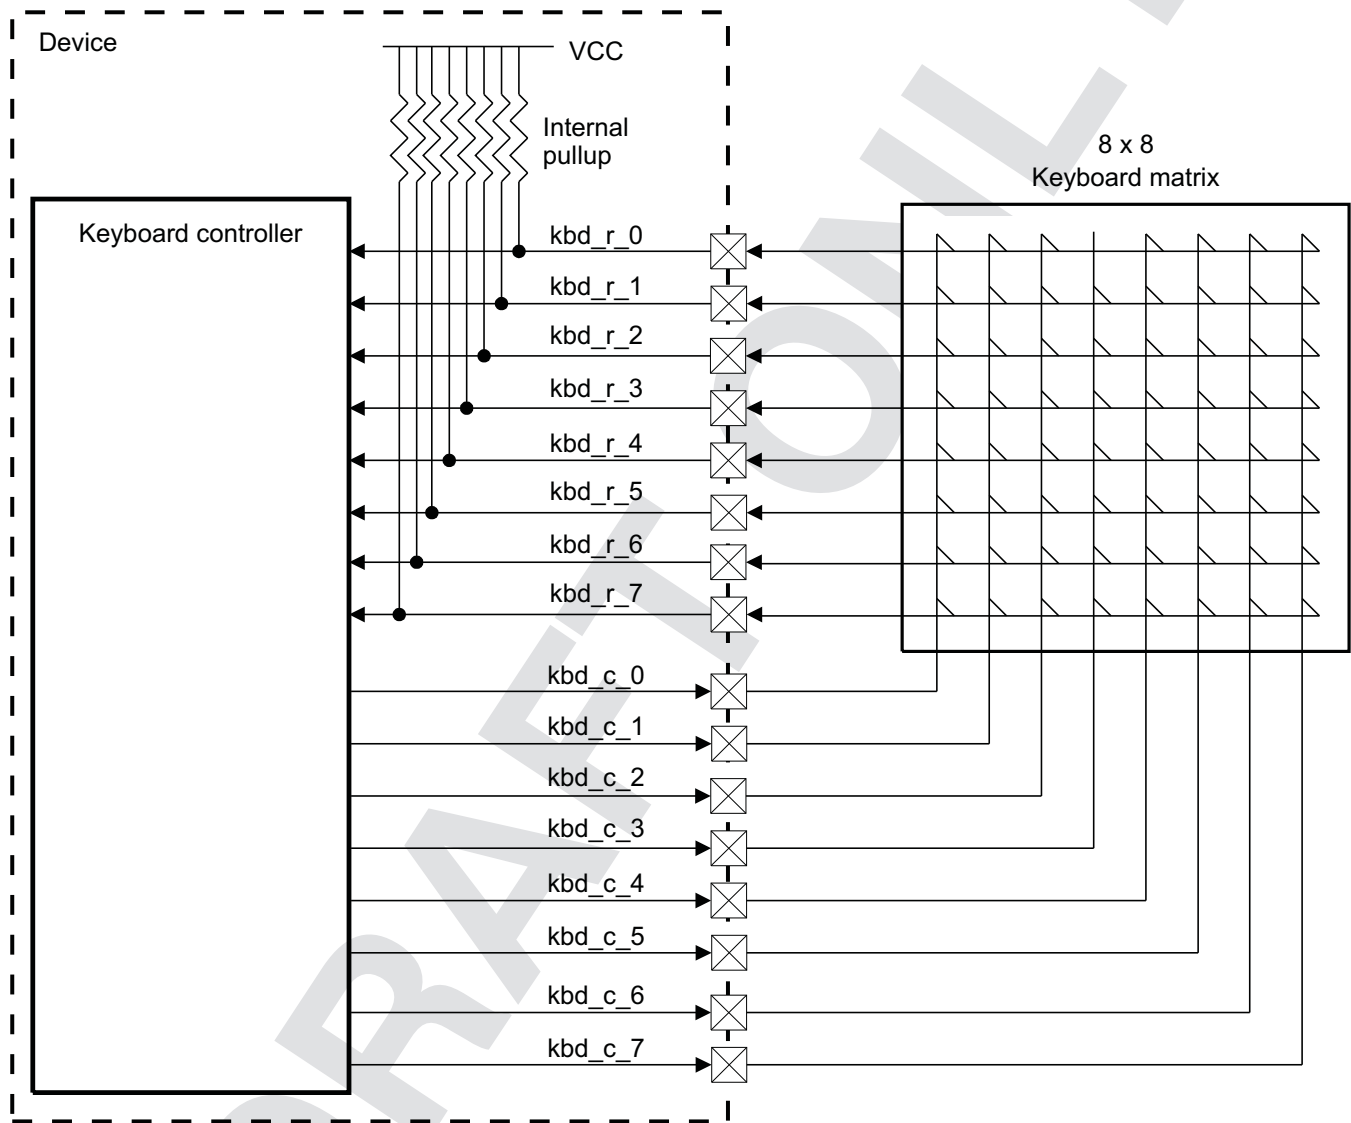 Device
VCC
Internal
pullup
8 x 8
Keyboard matrix
Keyboard controller
kbd_r_0
kbd_r_1
kbd_r_2
kbd_r_3
kbd_r_4
kbd_r_5
kbd_r_6
kbd_r_7
kbd_c_0
kbd_c_1
kbd_c_2
kbd_c_3
kbd_c_4
kbd_c_5
kbd_c_6
kbd_c_7
DRAFT ONL